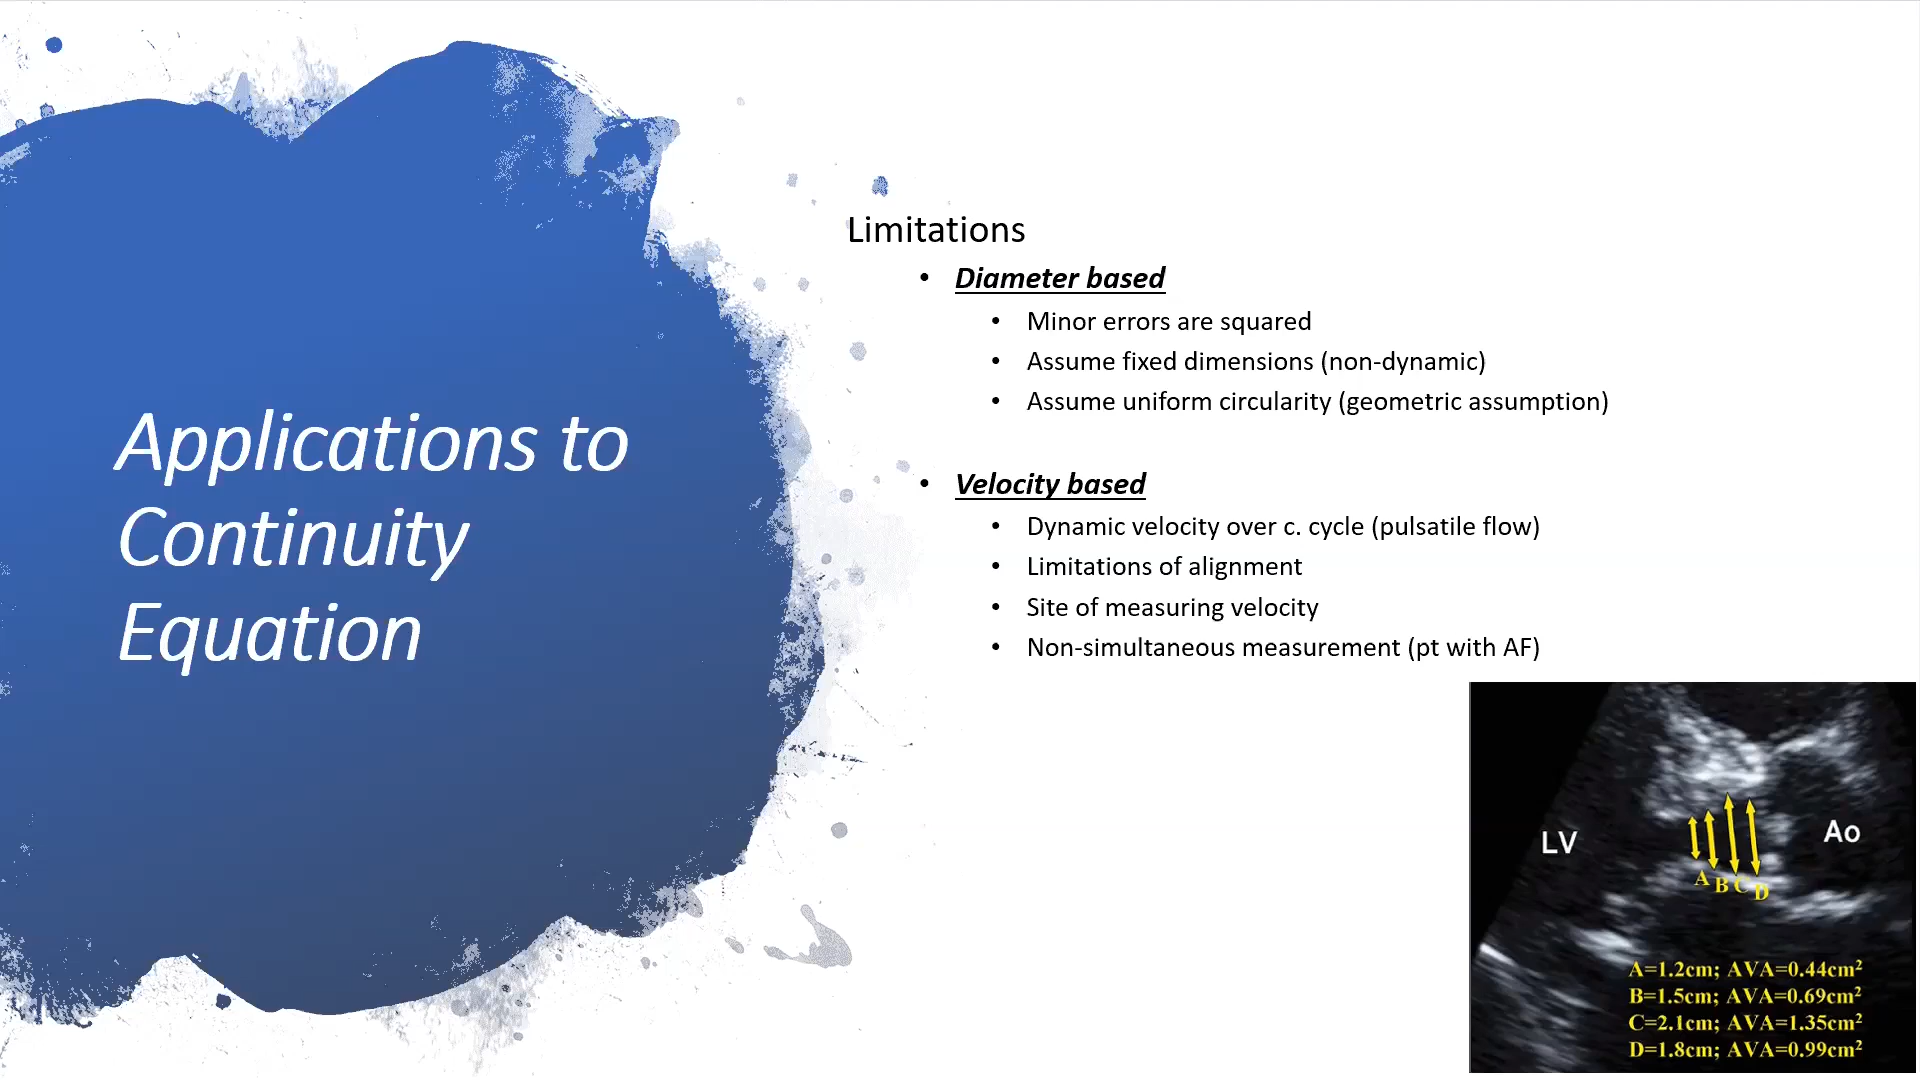 Applications to
Continuity
Equation
Limitations
• Diameter based
• Minor errors are squared
• Assume fixed dimensions (non-dynamic)
• Assume uniform circularity (geometric assumption)
• Velocity based
• Dynamic velocity over c. cycle (pulsatile flow)
• Limitations of alignment
• Site of measuring velocity
• Non-simultaneous measurement (pt with AF)
LV
Ao
A B C D
A=1.2cm; AVA=0.44cm²
B=1.5cm; AVA=0.69cm²
C=2.1cm; AVA=1.35cm²
D=1.8cm; AVA=0.99cm²